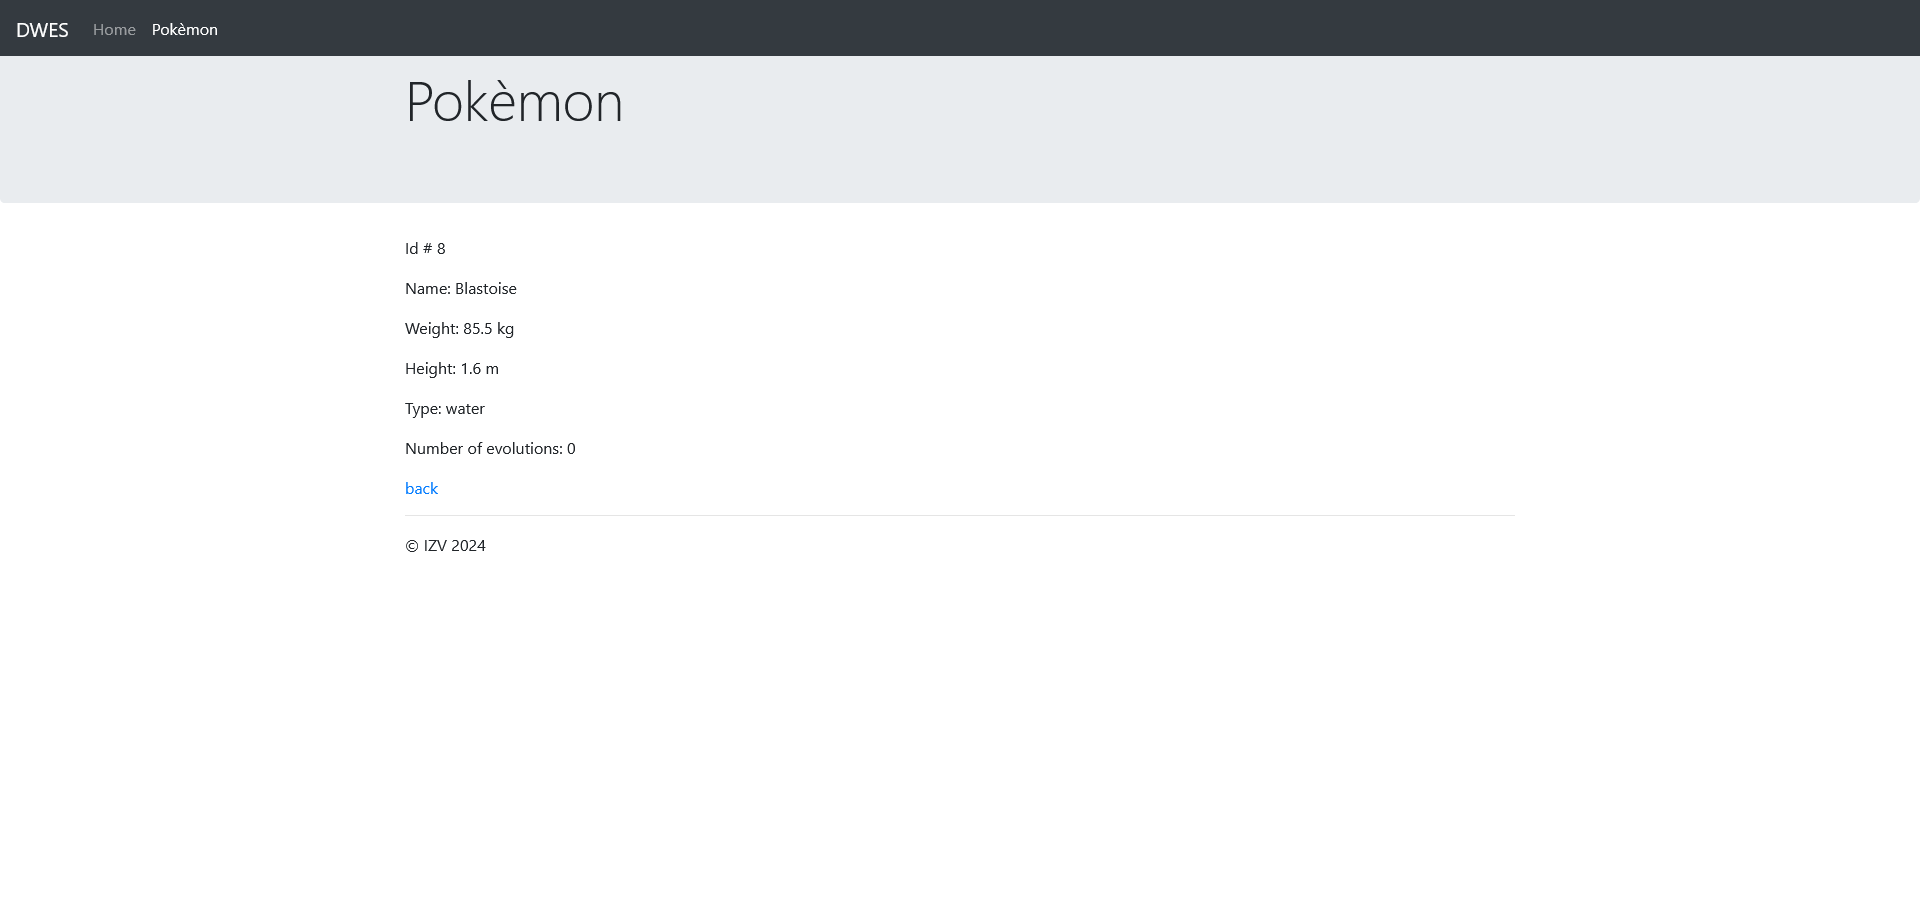 DWES Home Pokèmon
Pokèmon
Id # 8
Name: Blastoise
Weight: 85.5 kg
Height: 1.6 m
Type: water
Number of evolutions: 0
back
© IZV 2024